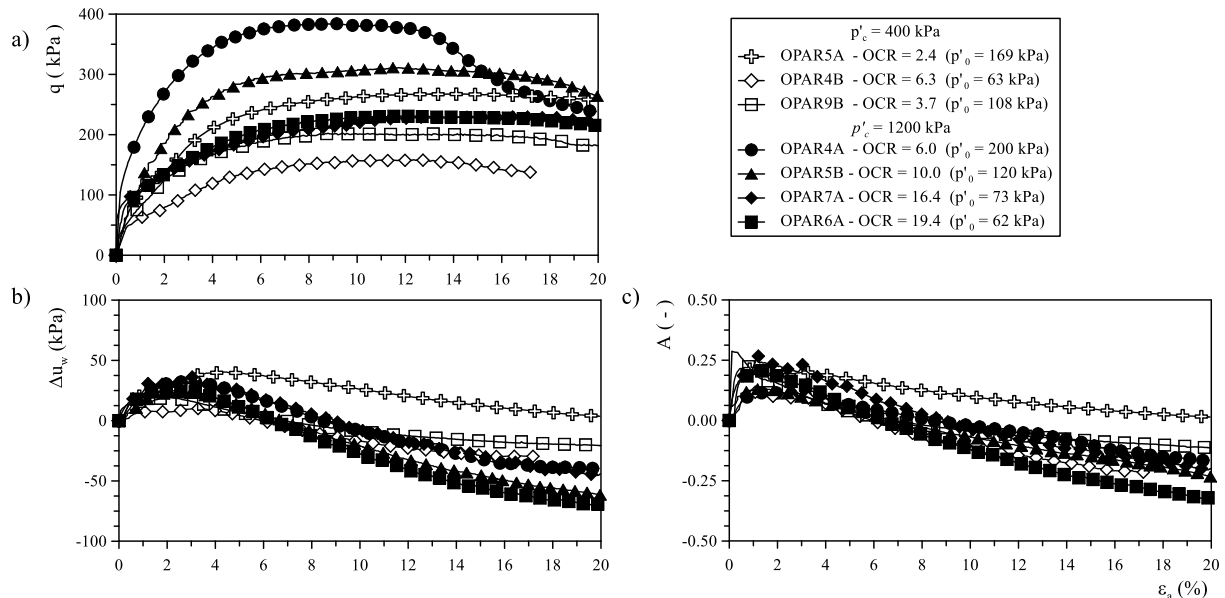 a)
q ( kPa)
400
300
200
100
0
0 2 4 6 8 10 12 14 16 18 20
p'c = 400 kPa
OPAR5A - OCR = 2.4 (p'0 = 169 kPa)
OPAR4B - OCR = 6.3 (p'0 = 63 kPa)
OPAR9B - OCR = 3.7 (p'0 = 108 kPa)
p'c = 1200 kPa
OPAR4A - OCR = 6.0 (p'0 = 200 kPa)
OPAR5B - OCR = 10.0 (p'0 = 120 kPa)
OPAR7A - OCR = 16.4 (p'0 = 73 kPa)
OPAR6A - OCR = 19.4 (p'0 = 62 kPa)
b)
Δuw (kPa)
100
50
0
-50
-100
0 2 4 6 8 10 12 14 16 18 20
c)
A ( - )
0.50
0.25
0.00
-0.25
-0.50
0 2 4 6 8 10 12 14 16 18 20
εa (%)